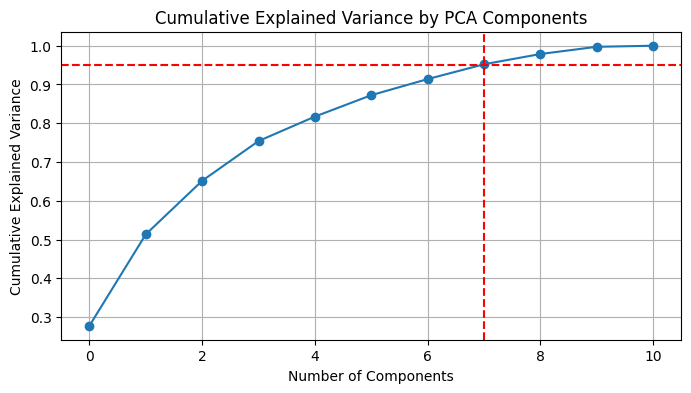 Cumulative Explained Variance by PCA Components
1.0
0.9
0.8
0.7
0.6
0.5
0.4
0.3
Cumulative Explained Variance
0 2 4 6 8 10
Number of Components